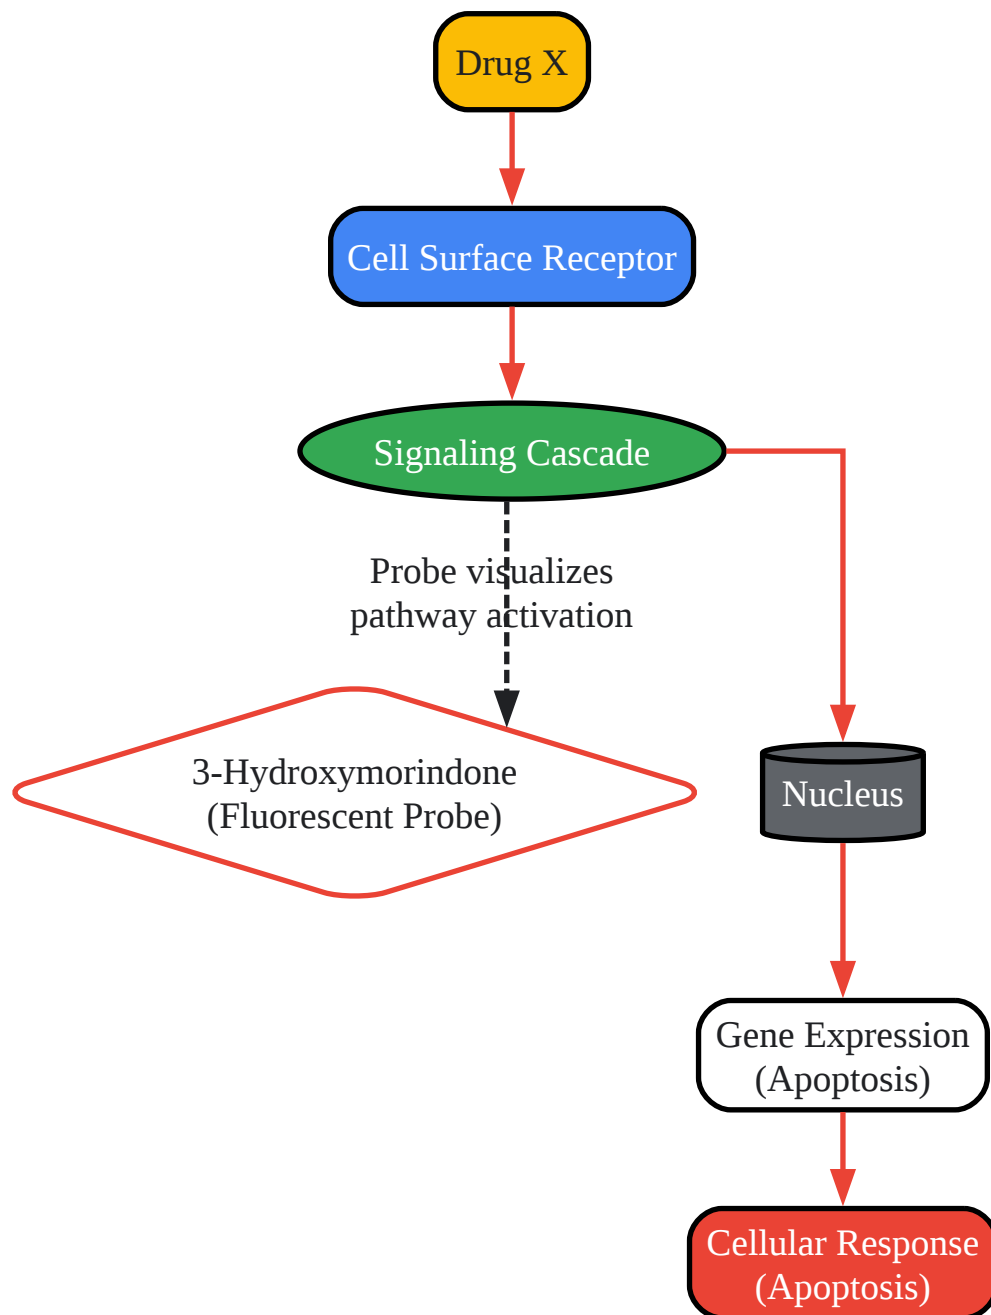 Drug X
Cell Surface Receptor
Signaling Cascade
Probe visualizes
pathway activation
3-Hydroxymorindone
(Fluorescent Probe)
Nucleus
Gene Expression
(Apoptosis)
Cellular Response
(Apoptosis)